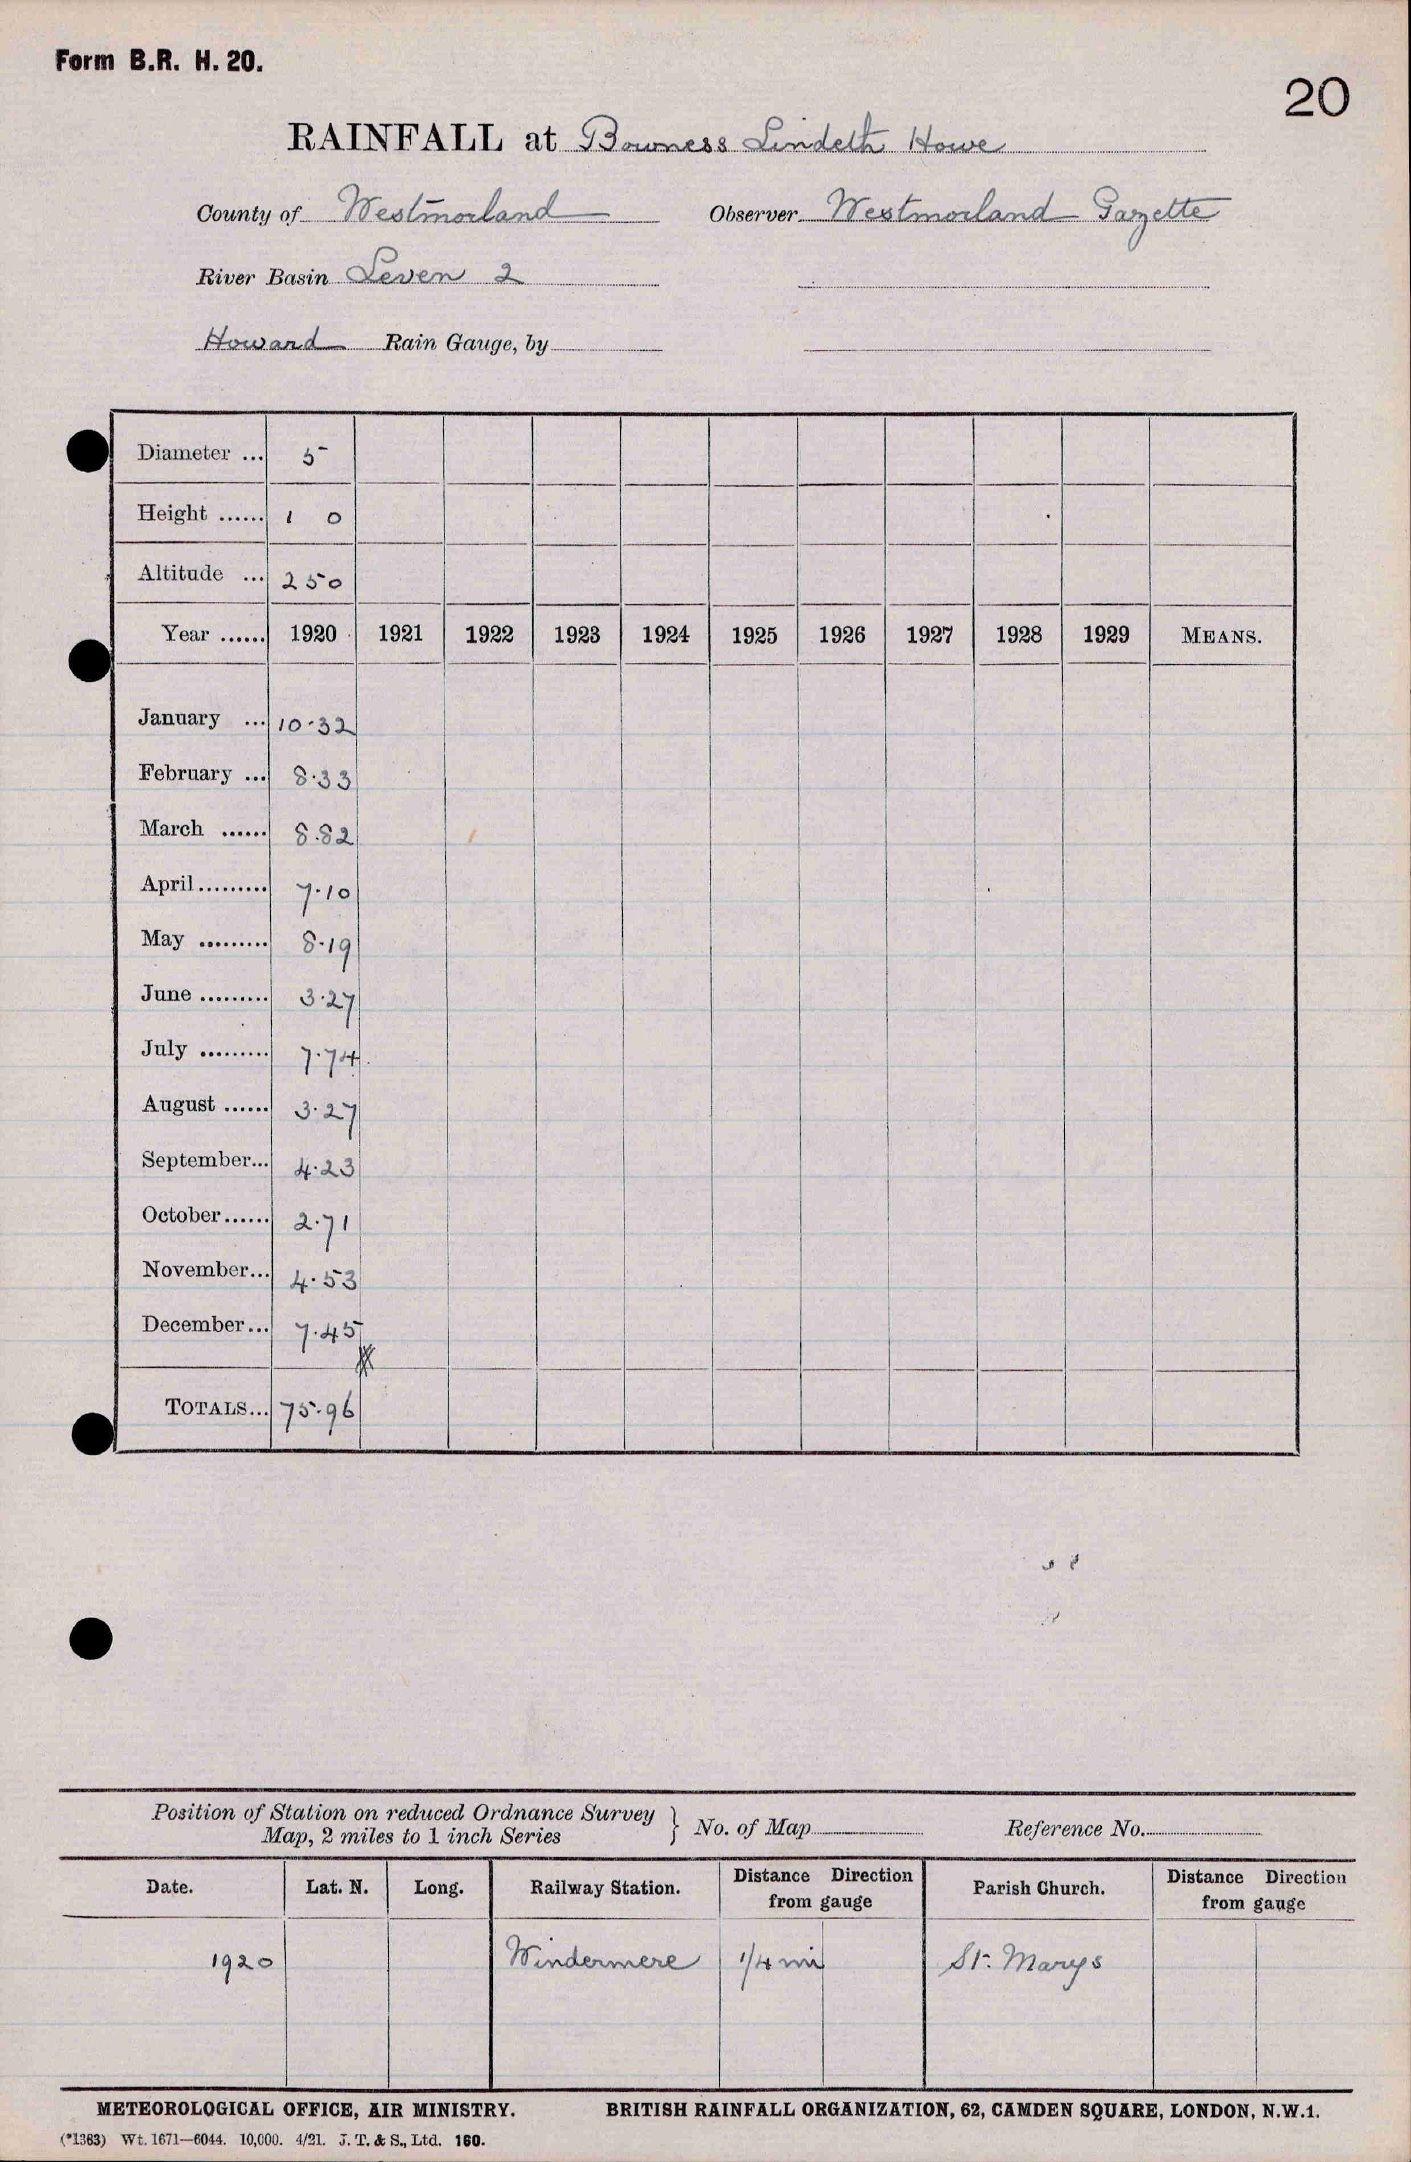 Form B.R. H. 20.
20
RAINFALL at Bowness Lindeth Howe
County of Westmorland Observer Westmorland Gazette
River Basin Leven 2
Howard Rain Gauge, by
Diameter ... 5
Height ...... 1 0
Altitude ... 250
Year ...... 1920 1921 1922 1923 1924 1925 1926 1927 1928 1929 MEANS.
January ... 10.32
February ... 8.33
March ...... 8.82
April ......... 7.10
May ......... 8.19
June ......... 3.27
July ......... 7.74
August ...... 3.27
September... 4.23
October ...... 2.71
November... 4.53
December ... 7.45
TOTALS... 75.96
Position of Station on reduced Ordnance Survey
Map, 2 miles to 1 inch Series } No. of Map Reference No.
Date. Lat. N. Long. Railway Station. Distance Direction from gauge Parish Church. Distance Direction from gauge
1920 Windermere 1/4 mi St. Marys
METEOROLOGICAL OFFICE, AIR MINISTRY. BRITISH RAINFALL ORGANIZATION, 62, CAMDEN SQUARE, LONDON, N.W.1.
(*1363) Wt. 1671—6044. 10,000. 4/21. J. T. & S., Ltd. 160.